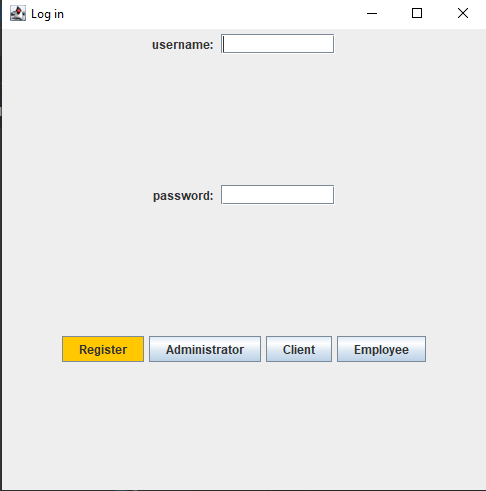 Log in
username:
password:
Register Administrator Client Employee